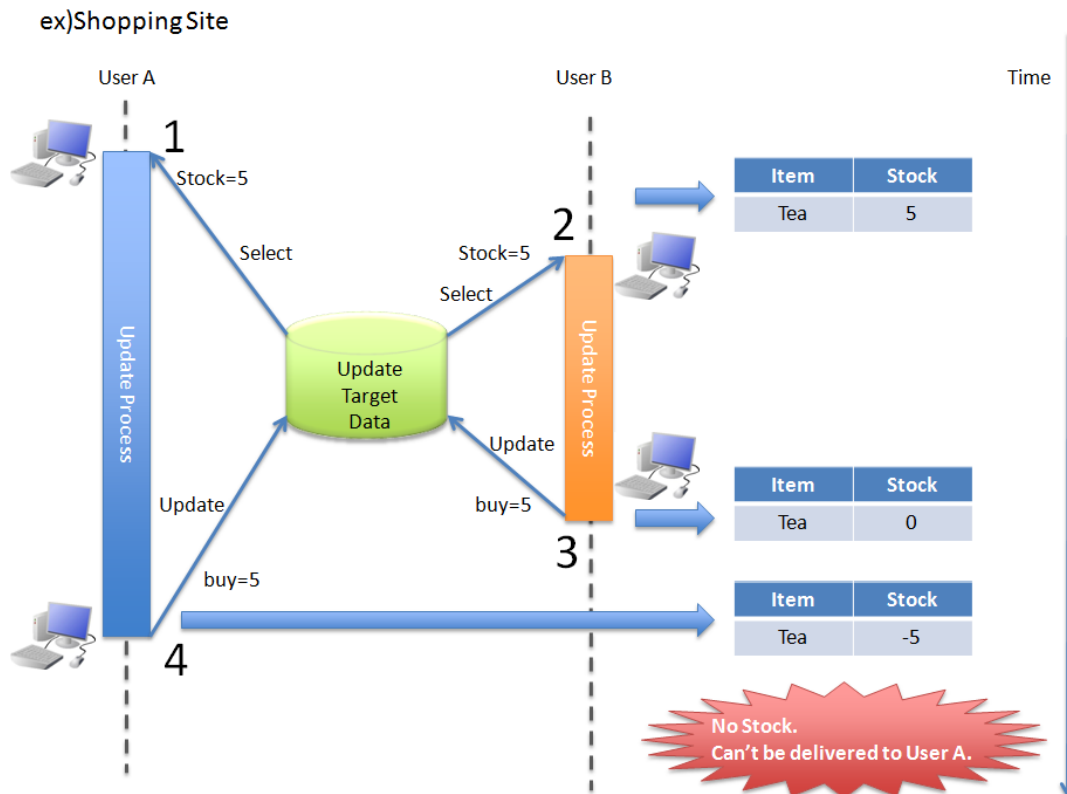 ex)Shopping Site
User A
User B
Time
1
Stock=5
Select
2
Stock=5
Select
Item Stock
Tea 5
Update Process
Update
Target
Data
Update Process
Update
buy=5
3
Item Stock
Tea 0
Update
buy=5
4
Item Stock
Tea -5
No Stock.
Can't be delivered to User A.